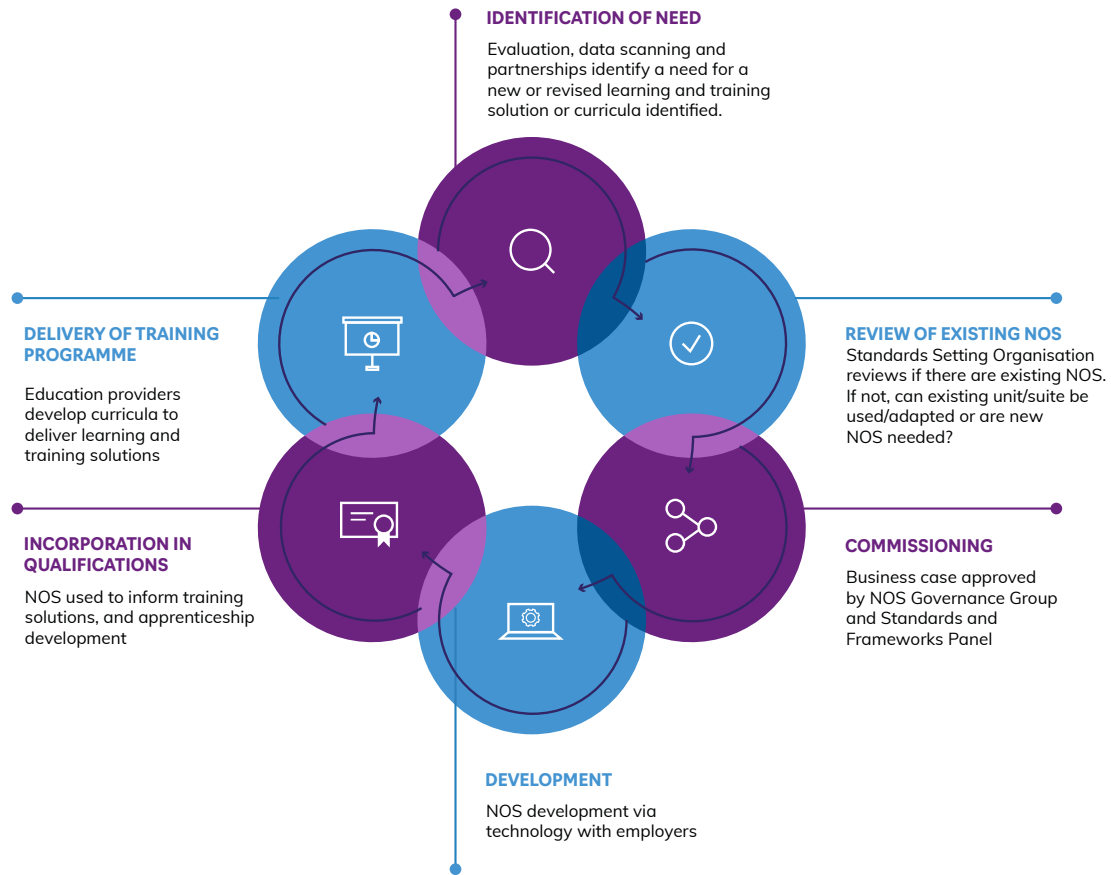 IDENTIFICATION OF NEED
Evaluation, data scanning and
partnerships identify a need for a
new or revised learning and training
solution or curricula identified.
REVIEW OF EXISTING NOS
Standards Setting Organisation
reviews if there are existing NOS.
If not, can existing unit/suite be
used/adapted or are new
NOS needed?
COMMISSIONING
Business case approved
by NOS Governance Group
and Standards and
Frameworks Panel
DEVELOPMENT
NOS development via
technology with employers
INCORPORATION IN
QUALIFICATIONS
NOS used to inform training
solutions, and apprenticeship
development
DELIVERY OF TRAINING
PROGRAMME
Education providers
develop curricula to
deliver learning and
training solutions